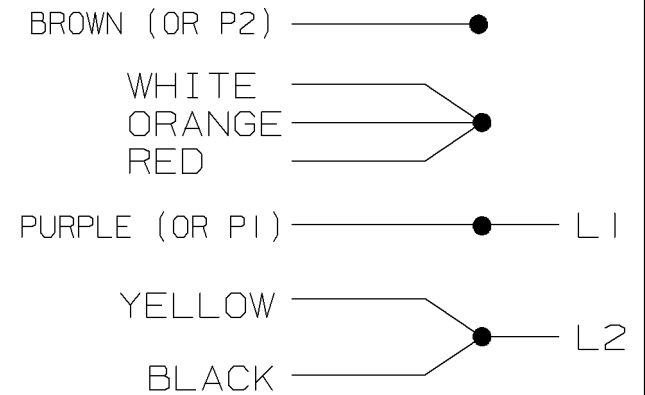 BROWN (OR P2)
WHITE
ORANGE
RED
PURPLE (OR P1) L1
YELLOW
L2
BLACK